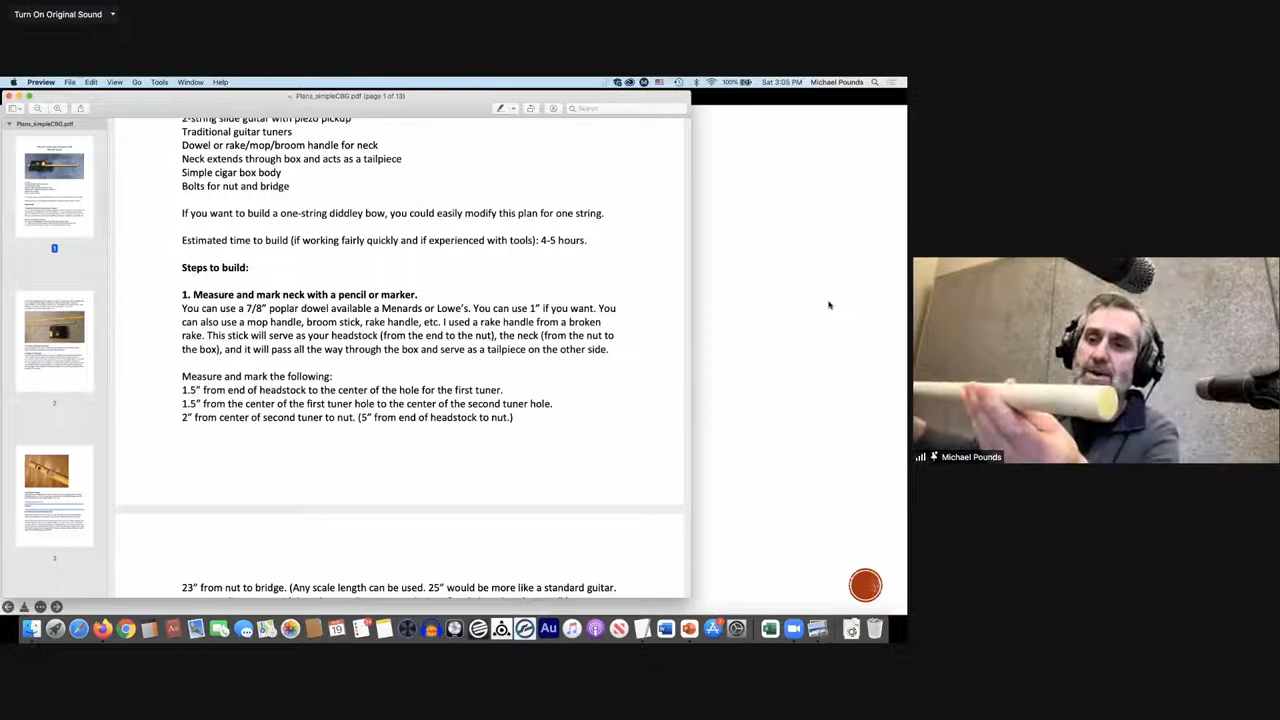 Turn On Original Sound
Preview File Edit View Go Tools Window Help
100% Sat 3:05 PM Michael Pounds
Plans_simpleCBG.pdf (page 1 of 13)
Search
Plans_simpleCBG.pdf
1
2
3
2-string slide guitar with piezo pickup
Traditional guitar tuners
Dowel or rake/mop/broom handle for neck
Neck extends through box and acts as a tailpiece
Simple cigar box body
Bolts for nut and bridge
If you want to build a one-string diddley bow, you could easily modify this plan for one string.
Estimated time to build (if working fairly quickly and if experienced with tools): 4-5 hours.
Steps to build:
1. Measure and mark neck with a pencil or marker.
You can use a 7/8” poplar dowel available a Menards or Lowe’s. You can use 1” if you want. You
can also use a mop handle, broom stick, rake handle, etc. I used a rake handle from a broken
rake. This stick will serve as your headstock (from the end to the nut), the neck (from the nut to
the box), and it will pass all the way through the box and serve as a tailpiece on the other side.
Measure and mark the following:
1.5” from end of headstock to the center of the hole for the first tuner.
1.5” from the center of the first tuner hole to the center of the second tuner hole.
2” from center of second tuner to nut. (5” from end of headstock to nut.)
23” from nut to bridge. (Any scale length can be used. 25” would be more like a standard guitar.
Michael Pounds
19
Au